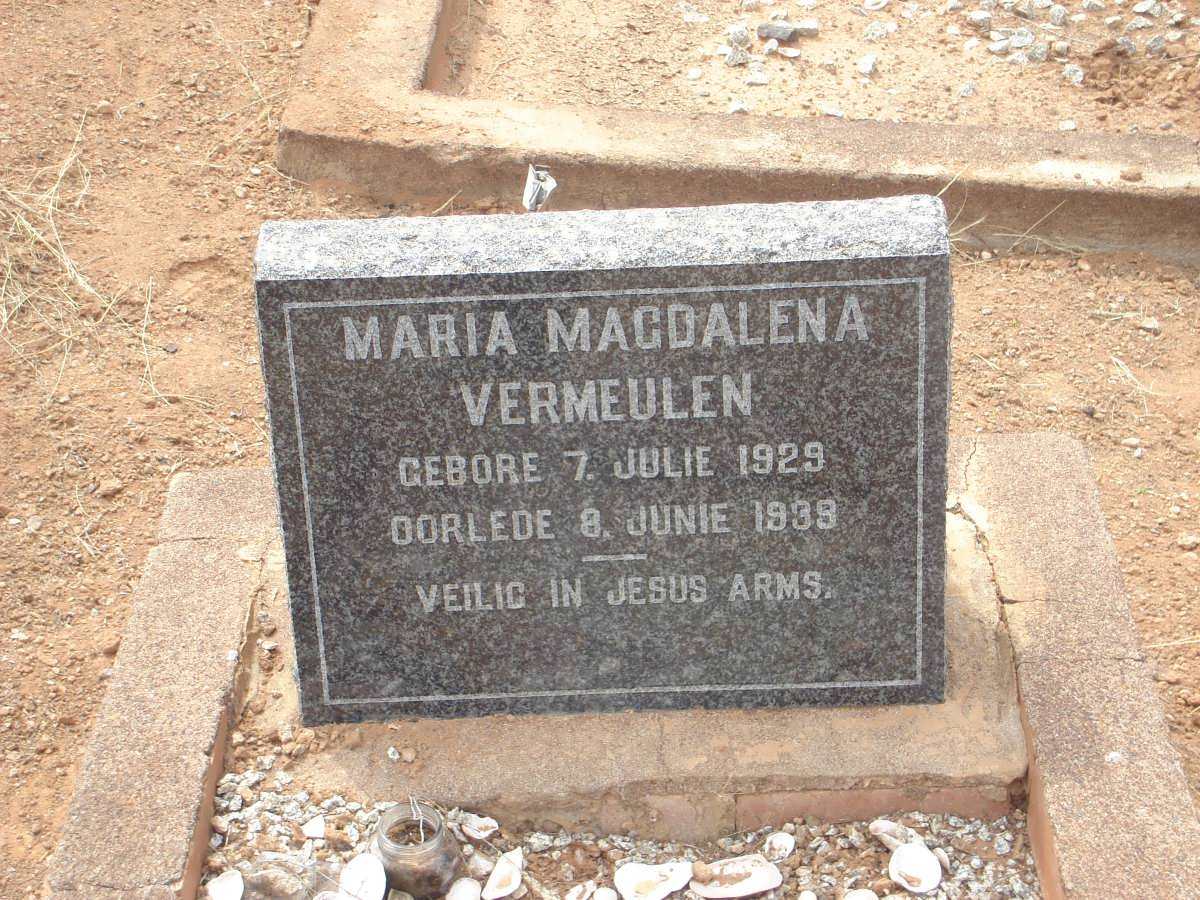 MARIA MAGDALENA
VERMEULEN
GEBORE 7. JULIE 1929
OORLEDE 8. JUNIE 1939
VEILIG IN JESUS ARMS.